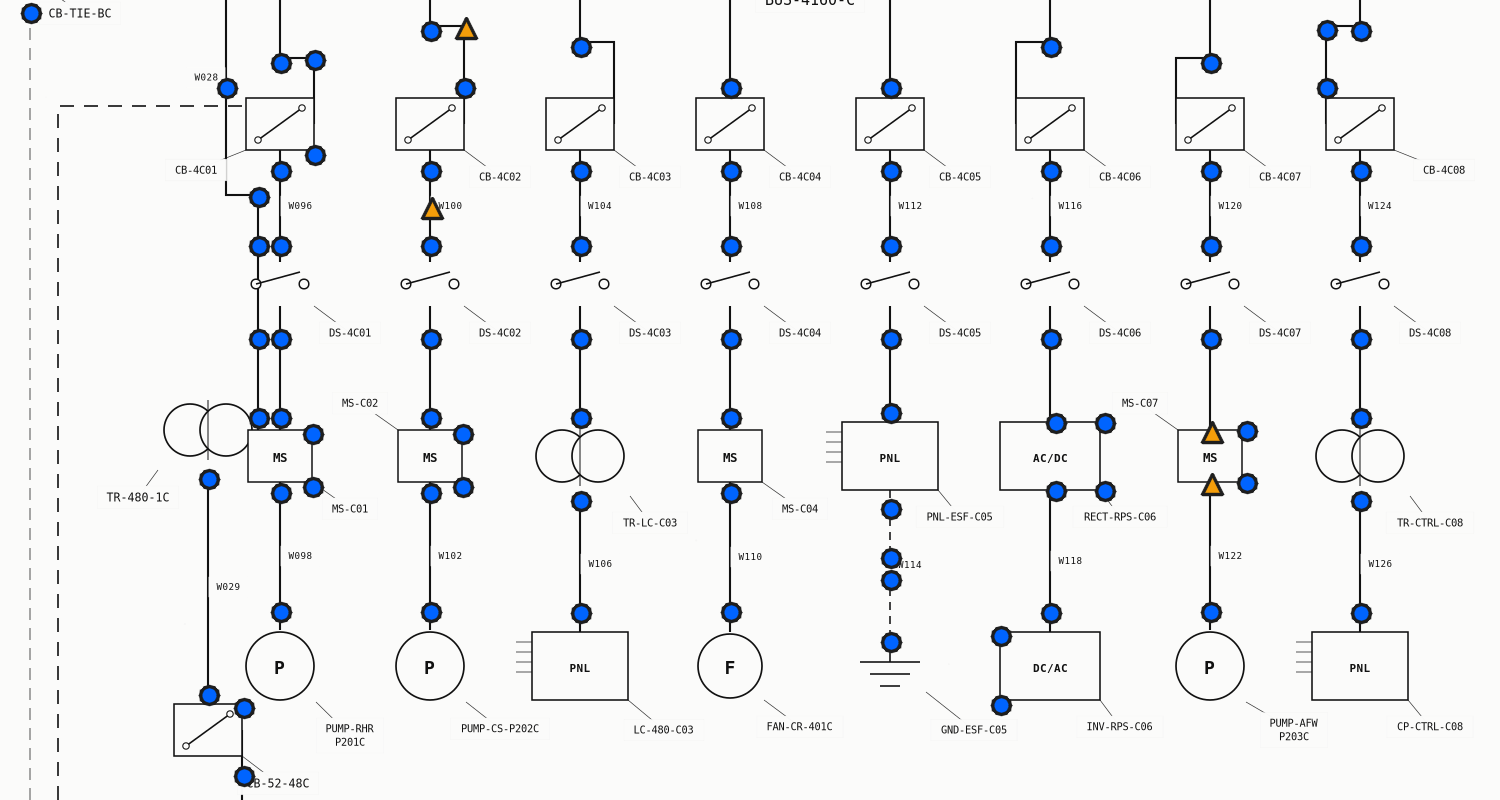 BUS-4160-C
CB-TIE-BC
W028
CB-4C01
CB-4C02
CB-4C03
CB-4C04
CB-4C05
CB-4C06
CB-4C07
CB-4C08
W096
W100
W104
W108
W112
W116
W120
W124
DS-4C01
DS-4C02
DS-4C03
DS-4C04
DS-4C05
DS-4C06
DS-4C07
DS-4C08
MS-C02
MS-C07
MS
MS
MS
PNL
AC/DC
MS
TR-480-1C
MS-C01
TR-LC-C03
MS-C04
PNL-ESF-C05
RECT-RPS-C06
TR-CTRL-C08
W098
W102
W106
W110
W114
W118
W122
W126
W029
P
P
PNL
F
DC/AC
P
PNL
PUMP-RHR
P201C
PUMP-CS-P202C
LC-480-C03
FAN-CR-401C
GND-ESF-C05
INV-RPS-C06
PUMP-AFW
P203C
CP-CTRL-C08
CB-52-48C